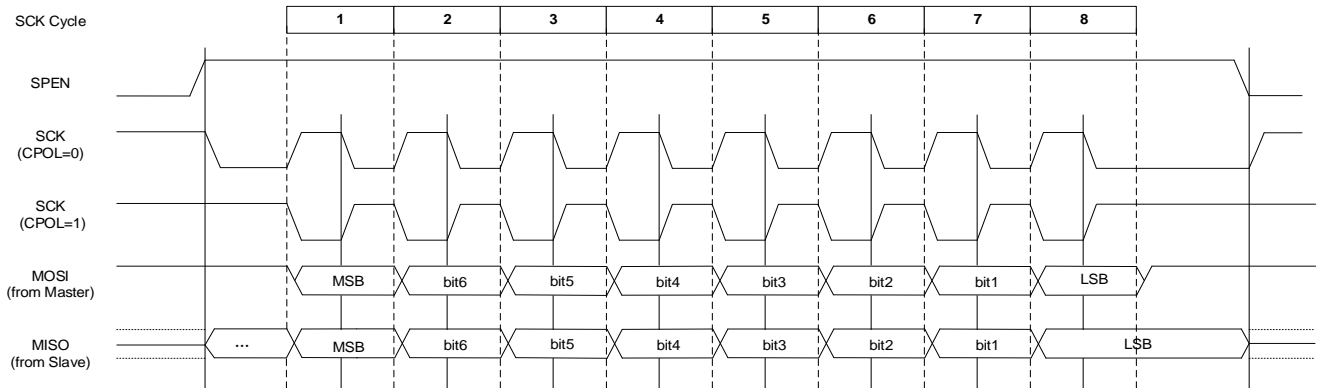 SCK Cycle 1 2 3 4 5 6 7 8
SPEN
SCK
(CPOL=0)
SCK
(CPOL=1)
MOSI
(from Master)
MSB bit6 bit5 bit4 bit3 bit2 bit1 LSB
MISO
(from Slave)
... MSB bit6 bit5 bit4 bit3 bit2 bit1 LSB